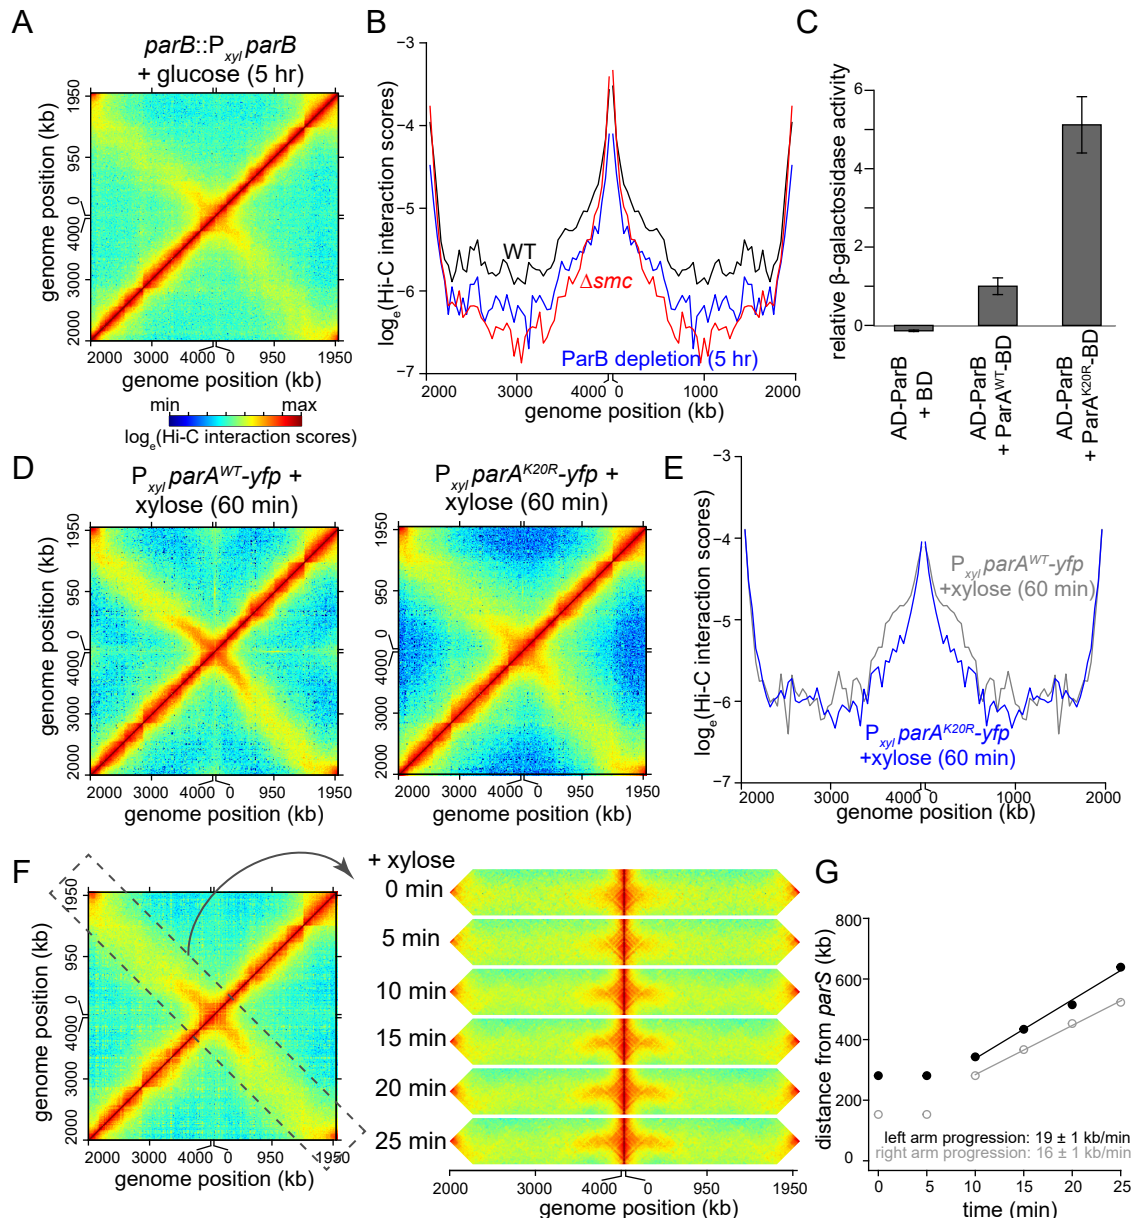 A
parB::Pxyl parB
+ glucose (5 hr)
1950
950
0
4000
3000
2000
genome position (kb)
2000 3000 4000 0 950 1950
genome position (kb)
min max
loge(Hi-C interaction scores)
B
−3
−4
−5
−6
−7
loge(Hi-C interaction scores)
WT
Δsmc
ParB depletion (5 hr)
3000 4000 0 1000 2000
genome position (kb)
C
8
6
4
2
0
relative β-galactosidase activity
AD-ParB
+ BD
AD-ParB
+ ParAWT-BD
AD-ParB
+ ParAK20R-BD
D
Pxyl parAWT-yfp +
xylose (60 min)
1950
950
0
4000
3000
2000
genome position (kb)
2000 3000 4000 0 950 1950
genome position (kb)
Pxyl parAK20R-yfp +
xylose (60 min)
1950
950
0
4000
3000
2000
2000 3000 4000 0 950 1950
genome position (kb)
E
−3
−4
−5
−6
−7
loge(Hi-C interaction scores)
Pxyl parAWT-yfp
+xylose (60 min)
Pxyl parAK20R-yfp
+xylose (60 min)
2000 3000 4000 0 1000 2000
genome position (kb)
F
1950
950
0
4000
3000
2000
genome position (kb)
2000 3000 4000 0 950 1950
genome position (kb)
+ xylose
0 min
5 min
10 min
15 min
20 min
25 min
2000 3000 4000 0 950 1950
genome position (kb)
G
800
600
400
200
0
distance from parS (kb)
left arm progression: 19 ± 1 kb/min
right arm progression: 16 ± 1 kb/min
0 5 10 15 20 25
time (min)